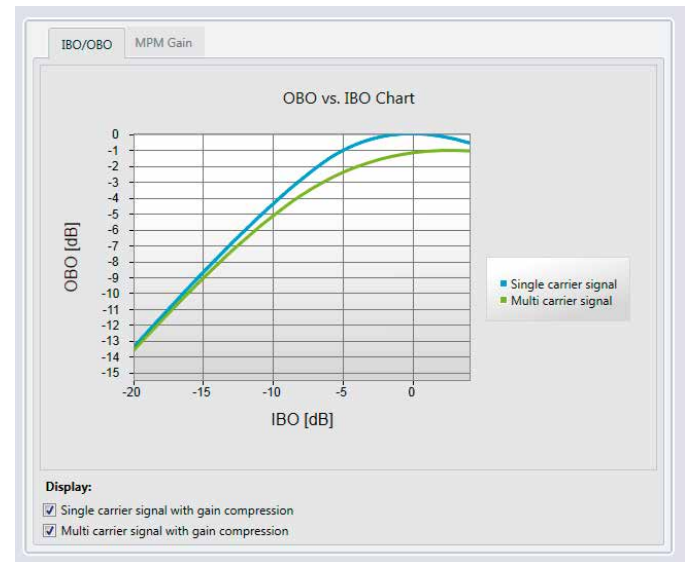 IBO/OBO
MPM Gain
OBO vs. IBO Chart
OBO [dB]
0
-1
-2
-3
-4
-5
-6
-7
-8
-9
-10
-11
-12
-13
-14
-15
-20
-15
-10
-5
0
IBO [dB]
Single carrier signal
Multi carrier signal
Display:
Single carrier signal with gain compression
Multi carrier signal with gain compression